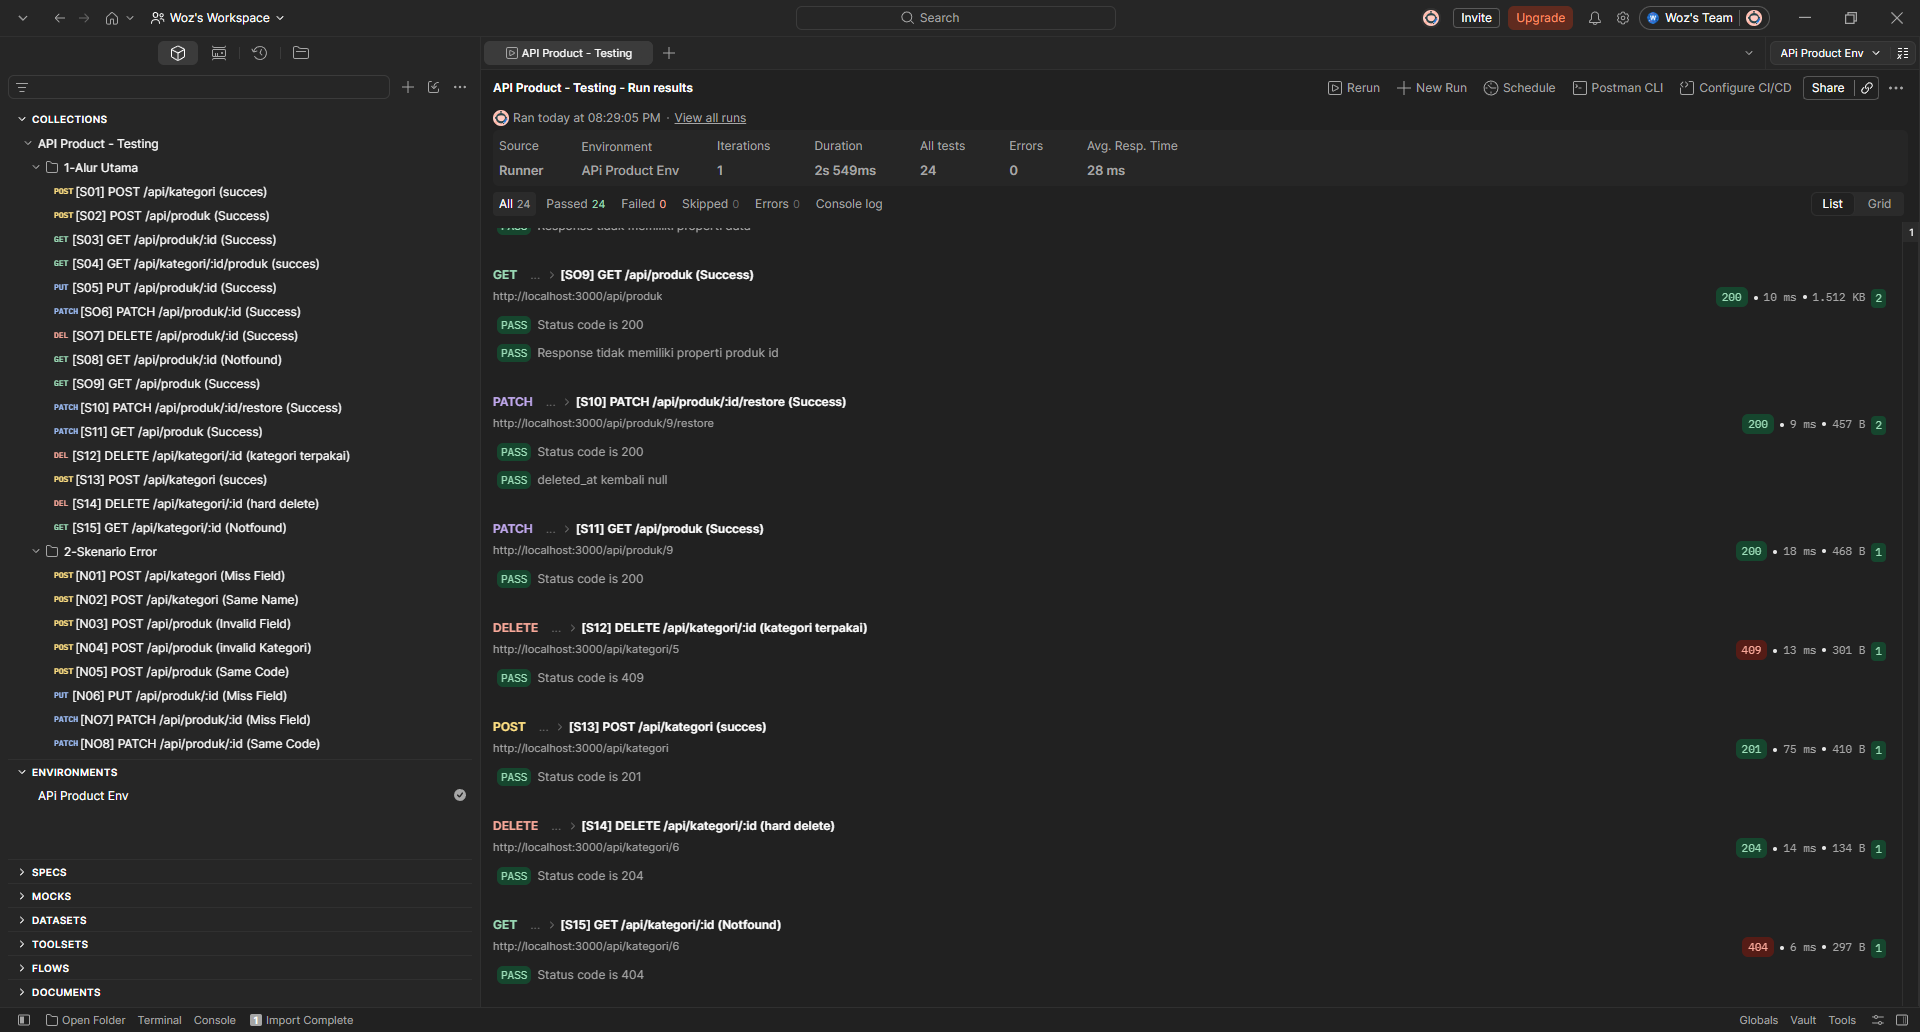 Woz's Workspace
Search
Invite
Upgrade
W
Woz's Team
API Product - Testing
APi Product Env
COLLECTIONS
API Product - Testing
1-Alur Utama
POST [S01] POST /api/kategori (succes)
POST [S02] POST /api/produk (Success)
GET [S03] GET /api/produk/:id (Success)
GET [S04] GET /api/kategori/:id/produk (succes)
PUT [S05] PUT /api/produk/:id (Success)
PATCH [SO6] PATCH /api/produk/:id (Success)
DEL [SO7] DELETE /api/produk/:id (Success)
GET [S08] GET /api/produk/:id (Notfound)
GET [SO9] GET /api/produk (Success)
PATCH [S10] PATCH /api/produk/:id/restore (Success)
PATCH [S11] GET /api/produk (Success)
DEL [S12] DELETE /api/kategori/:id (kategori terpakai)
POST [S13] POST /api/kategori (succes)
DEL [S14] DELETE /api/kategori/:id (hard delete)
GET [S15] GET /api/kategori/:id (Notfound)
2-Skenario Error
POST [N01] POST /api/kategori (Miss Field)
POST [N02] POST /api/kategori (Same Name)
POST [N03] POST /api/produk (Invalid Field)
POST [N04] POST /api/produk (invalid Kategori)
POST [N05] POST /api/produk (Same Code)
PUT [N06] PUT /api/produk/:id (Miss Field)
PATCH [NO7] PATCH /api/produk/:id (Miss Field)
PATCH [NO8] PATCH /api/produk/:id (Same Code)
ENVIRONMENTS
APi Product Env
SPECS
MOCKS
DATASETS
TOOLSETS
FLOWS
DOCUMENTS
API Product - Testing - Run results
Rerun
New Run
Schedule
Postman CLI
Configure CI/CD
Share
Ran today at 08:29:05 PM · View all runs
Source Environment Iterations Duration All tests Errors Avg. Resp. Time
Runner APi Product Env 1 2s 549ms 24 0 28 ms
All 24 Passed 24 Failed 0 Skipped 0 Errors 0 Console log
List Grid
1
PASS Response tidak memiliki properti data
GET ... > [SO9] GET /api/produk (Success)
http://localhost:3000/api/produk
200 • 10 ms • 1.512 KB 2
PASS Status code is 200
PASS Response tidak memiliki properti produk id
PATCH ... > [S10] PATCH /api/produk/:id/restore (Success)
http://localhost:3000/api/produk/9/restore
200 • 9 ms • 457 B 2
PASS Status code is 200
PASS deleted_at kembali null
PATCH ... > [S11] GET /api/produk (Success)
http://localhost:3000/api/produk/9
200 • 18 ms • 468 B 1
PASS Status code is 200
DELETE ... > [S12] DELETE /api/kategori/:id (kategori terpakai)
http://localhost:3000/api/kategori/5
409 • 13 ms • 301 B 1
PASS Status code is 409
POST ... > [S13] POST /api/kategori (succes)
http://localhost:3000/api/kategori
201 • 75 ms • 410 B 1
PASS Status code is 201
DELETE ... > [S14] DELETE /api/kategori/:id (hard delete)
http://localhost:3000/api/kategori/6
204 • 14 ms • 134 B 1
PASS Status code is 204
GET ... > [S15] GET /api/kategori/:id (Notfound)
http://localhost:3000/api/kategori/6
404 • 6 ms • 297 B 1
PASS Status code is 404
Open Folder Terminal Console 1 Import Complete
Globals Vault Tools